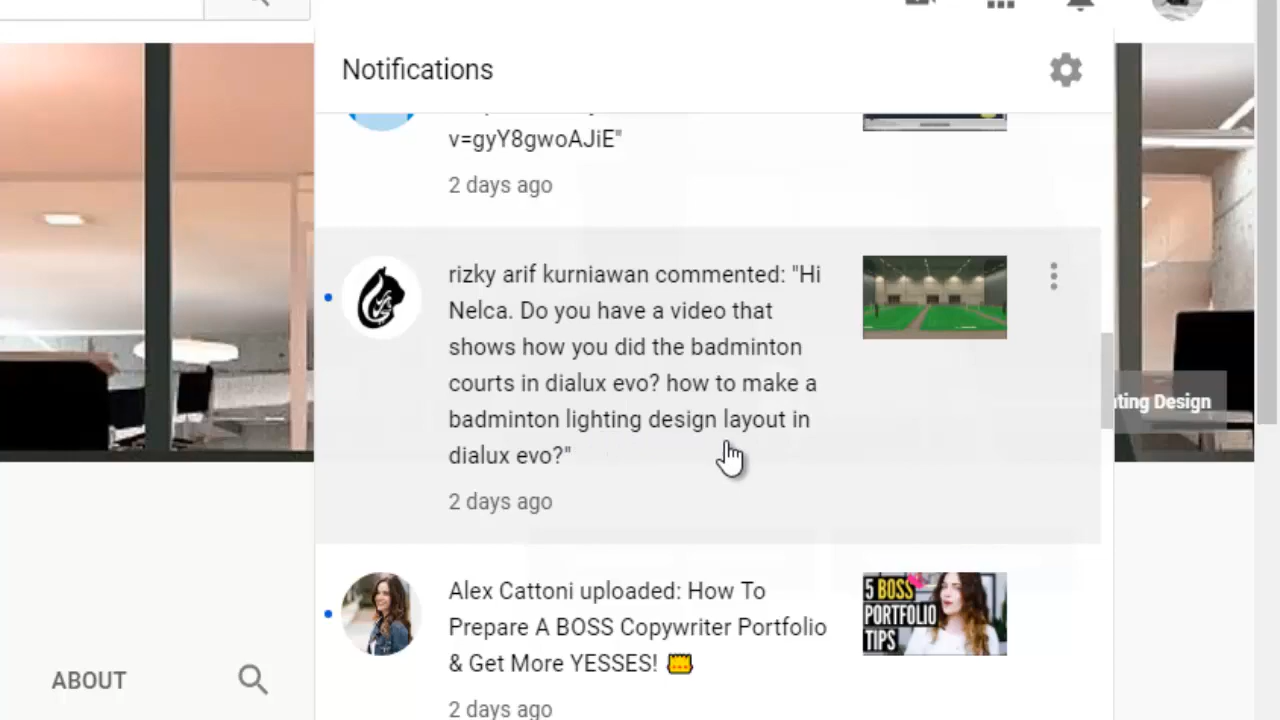 Notifications
v=gyY8gwoAJiE"
2 days ago
rizky arif kurniawan commented: "Hi
Nelca. Do you have a video that
shows how you did the badminton
courts in dialux evo? how to make a
badminton lighting design layout in
dialux evo?"
2 days ago
ting Design
Alex Cattoni uploaded: How To
Prepare A BOSS Copywriter Portfolio
& Get More YESSES!
2 days ago
5 BOSS
PORTFOLIO
TIPS
ABOUT